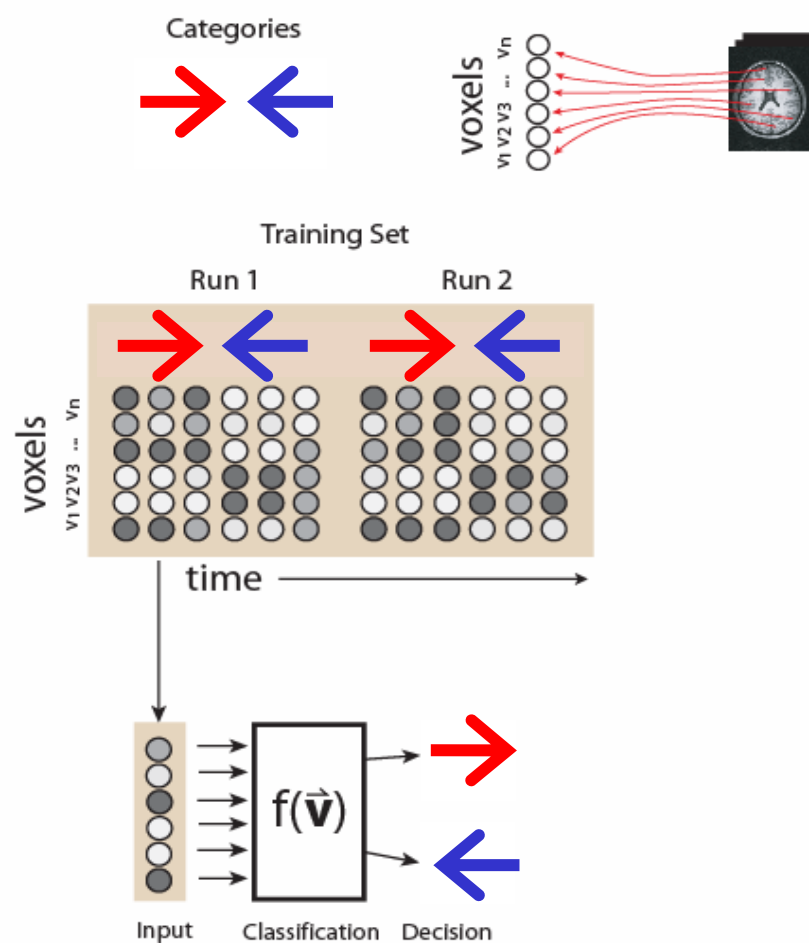 Categories
voxels
v1 v2 v3 ... vn
Training Set
Run 1
Run 2
voxels
v1 v2 v3 ... vn
time
f(v⃗)
Input
Classification
Decision